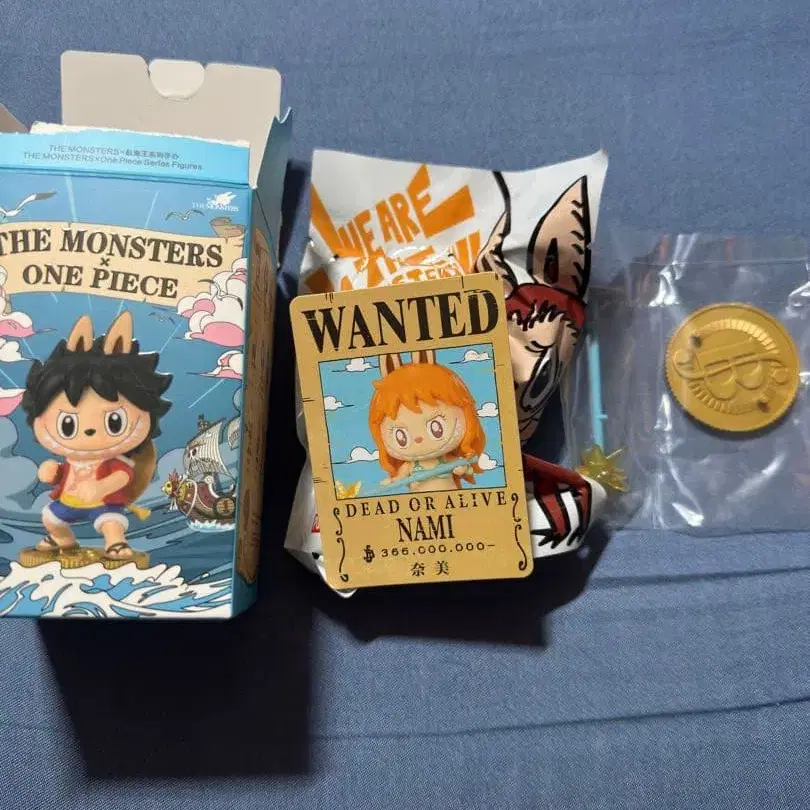 THE MONSTERS×航海王系列手办
THE MONSTERS×One Piece Series Figures
THE MONSTERS
THE MONSTERS
×
ONE PIECE
WE ARE
WANTED
DEAD OR ALIVE
NAMI
฿ 366.000.000-
奈美
B